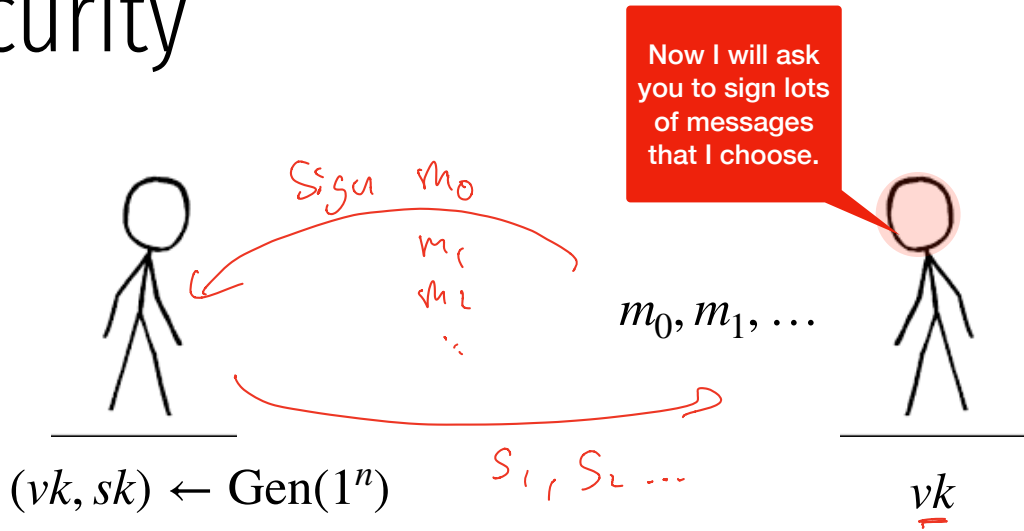 curity
Now I will ask
you to sign lots
of messages
that I choose.
Sign m₀
m₁
m₂
⋱
m₀, m₁, …
S₁, S₂ ...
(vk, sk) ← Gen(1ⁿ)
vk